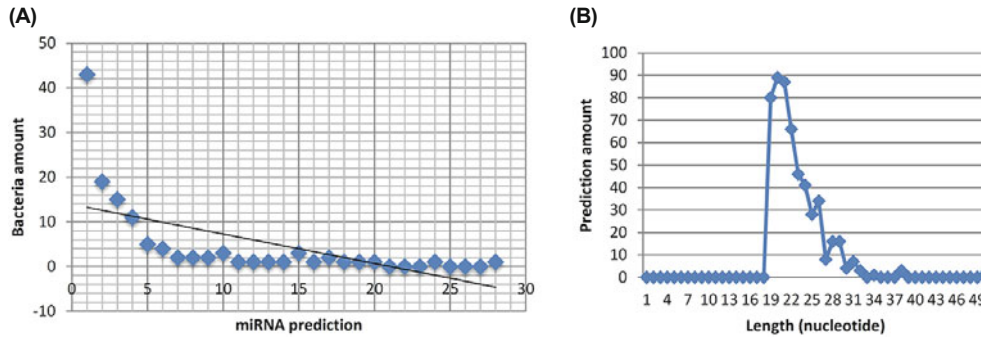 (A)
50
40
30
20
10
0
-10
Bacteria amount
0 5 10 15 20 25 30
miRNA prediction
(B)
100
90
80
70
60
50
40
30
20
10
0
Prediction amount
1 4 7 10 13 16 19 22 25 28 31 34 37 40 43 46 49
Length (nucleotide)